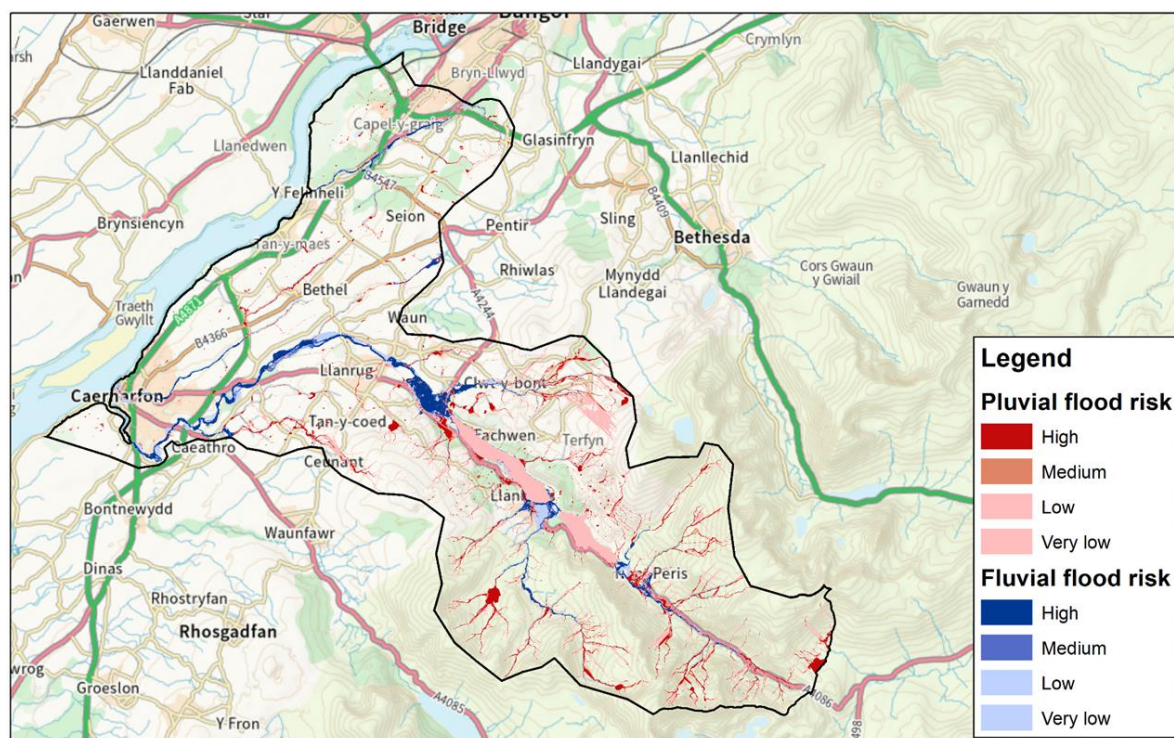 Gaerwen
Bridge
Bangor
Crymlyn
Llanddaniel
Fab
Bryn-Llwyd
Llandygai
Capel-y-graig
Llanedwen
Glasinfryn
Llanllechid
Y Felinheli
B4547
B4409
Brynsiencyn
Seion
Pentir
Sling
Bethesda
Tan-y-maes
Rhiwlas
Mynydd
Llandegai
Cors Gwaun
y Gwiail
Gwaun y
Garnedd
Traeth
Gwyllt
A4871
Bethel
A4244
Waun
B4366
Llanrug
Clwt-y-bont
Caernarfon
Tan-y-coed
Fachwen
Terfyn
Caeathro
Ceunant
Bontnewydd
Waunfawr
Peris
Dinas
Rhostryfan
Rhosgadfan
Groeslon
Y Fron
A4085
A4086
Legend
Pluvial flood risk
High
Medium
Low
Very low
Fluvial flood risk
High
Medium
Low
Very low